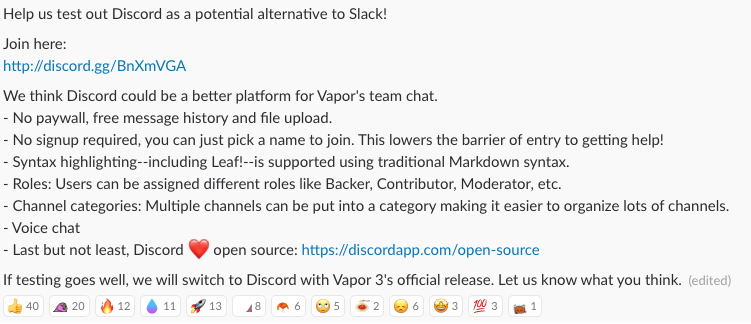 Help us test out Discord as a potential alternative to Slack!
Join here:
http://discord.gg/BnXmVGA
We think Discord could be a better platform for Vapor's team chat.
- No paywall, free message history and file upload.
- No signup required, you can just pick a name to join. This lowers the barrier of entry to getting help!
- Syntax highlighting--including Leaf!--is supported using traditional Markdown syntax.
- Roles: Users can be assigned different roles like Backer, Contributor, Moderator, etc.
- Channel categories: Multiple channels can be put into a category making it easier to organize lots of channels.
- Voice chat
- Last but not least, Discord ❤️ open source: https://discordapp.com/open-source
If testing goes well, we will switch to Discord with Vapor 3's official release. Let us know what you think. (edited)
40 20 12 11 13 8 6 5 2 6 3 💯 3 1